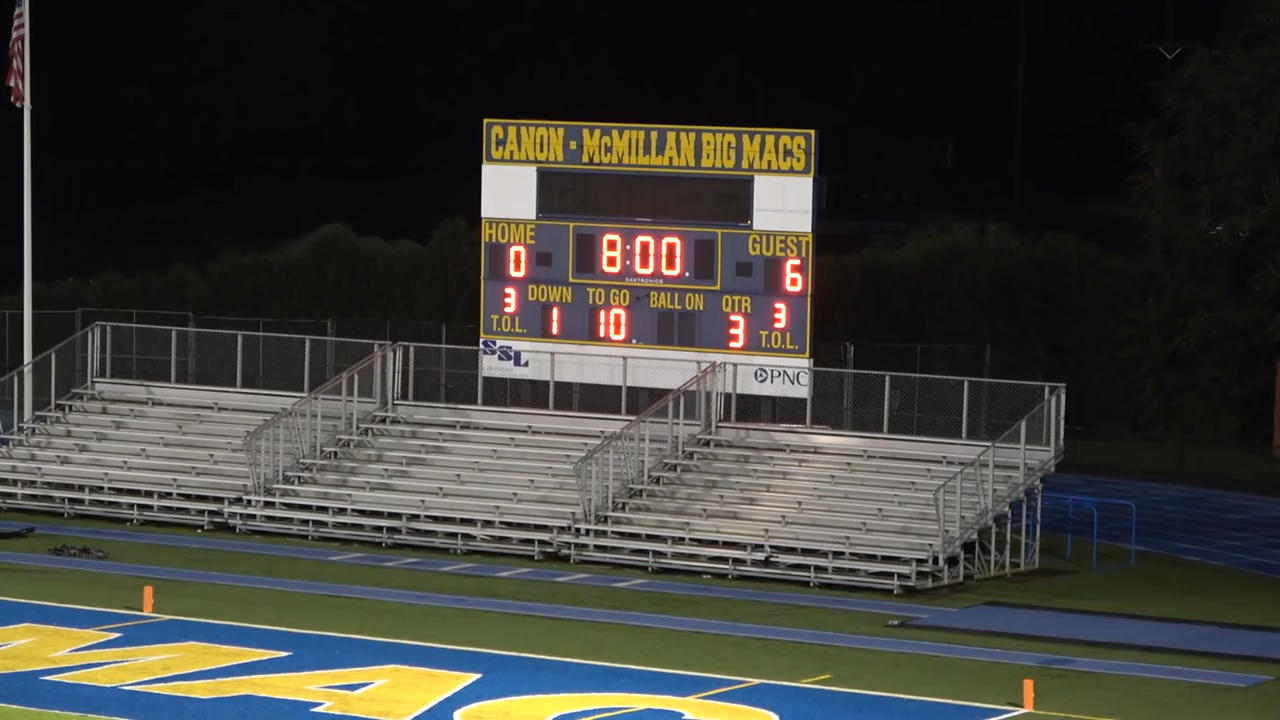 CANON - McMILLAN BIG MACS
HOME 8:00 GUEST
0 6
DAKTRONICS
3 DOWN TO GO BALL ON QTR 3
T.O.L. 1 10 3 T.O.L.
SSL
PNC
MAC